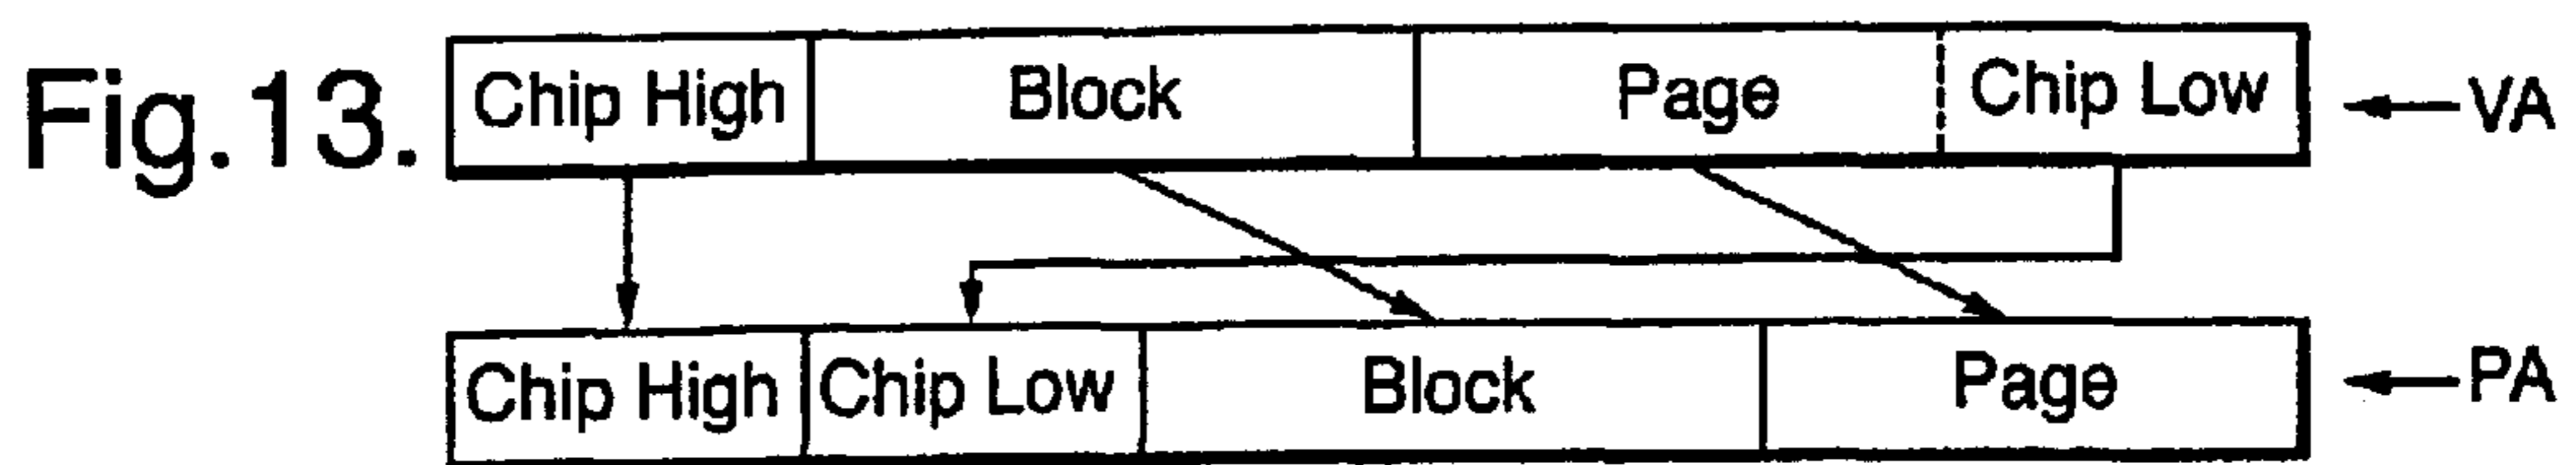 Fig.13.
Chip High Block Page Chip Low VA
Chip High Chip Low Block Page PA